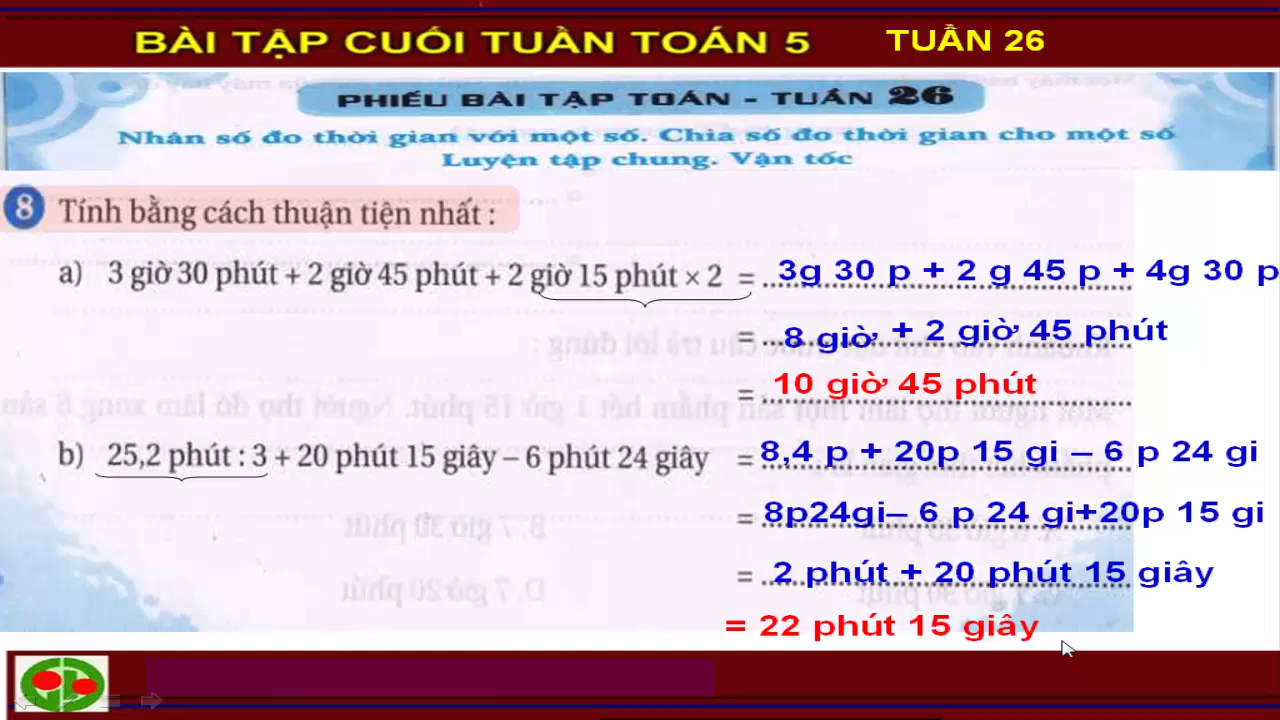 BÀI TẬP CUỐI TUẦN TOÁN 5 TUẦN 26
PHIẾU BÀI TẬP TOÁN - TUẦN 26
Nhân số đo thời gian với một số. Chia số đo thời gian cho một số
Luyện tập chung. Vận tốc
8 Tính bằng cách thuận tiện nhất :
a) 3 giờ 30 phút + 2 giờ 45 phút + 2 giờ 15 phút × 2 = 3g 30 p + 2 g 45 p + 4g 30 p
= 8 giờ + 2 giờ 45 phút
= 10 giờ 45 phút
b) 25,2 phút : 3 + 20 phút 15 giây – 6 phút 24 giây = 8,4 p + 20p 15 gi – 6 p 24 gi
= 8p24gi– 6 p 24 gi+20p 15 gi
= 2 phút + 20 phút 15 giây
= 22 phút 15 giây